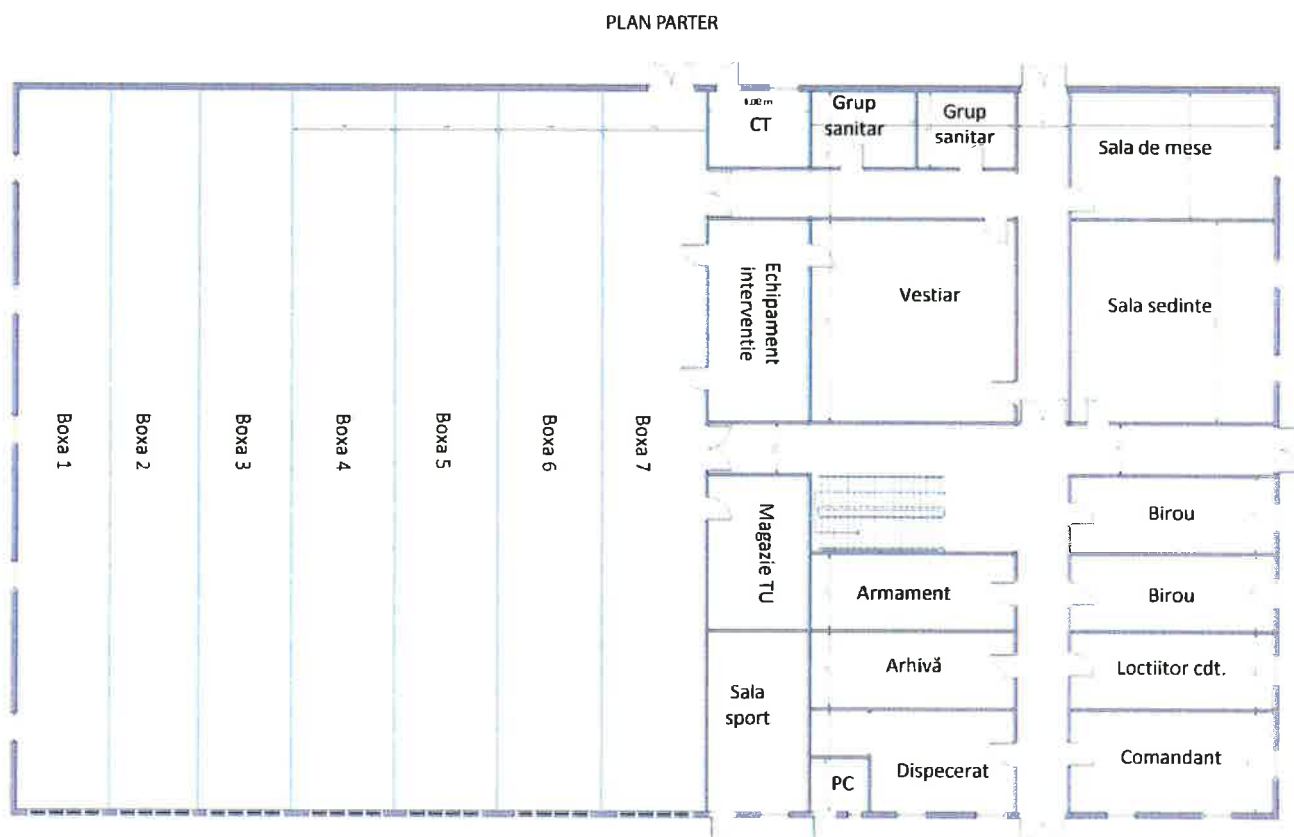 PLAN PARTER
CT
Grup
sanitar
Grup
sanitar
Sala de mese
Echipament
interventie
Vestiar
Sala sedinte
Boxa 1
Boxa 2
Boxa 3
Boxa 4
Boxa 5
Boxa 6
Boxa 7
Magazie TU
Birou
Armament
Birou
Arhivă
Loctiitor cdt.
Sala
sport
Dispecerat
PC
Comandant